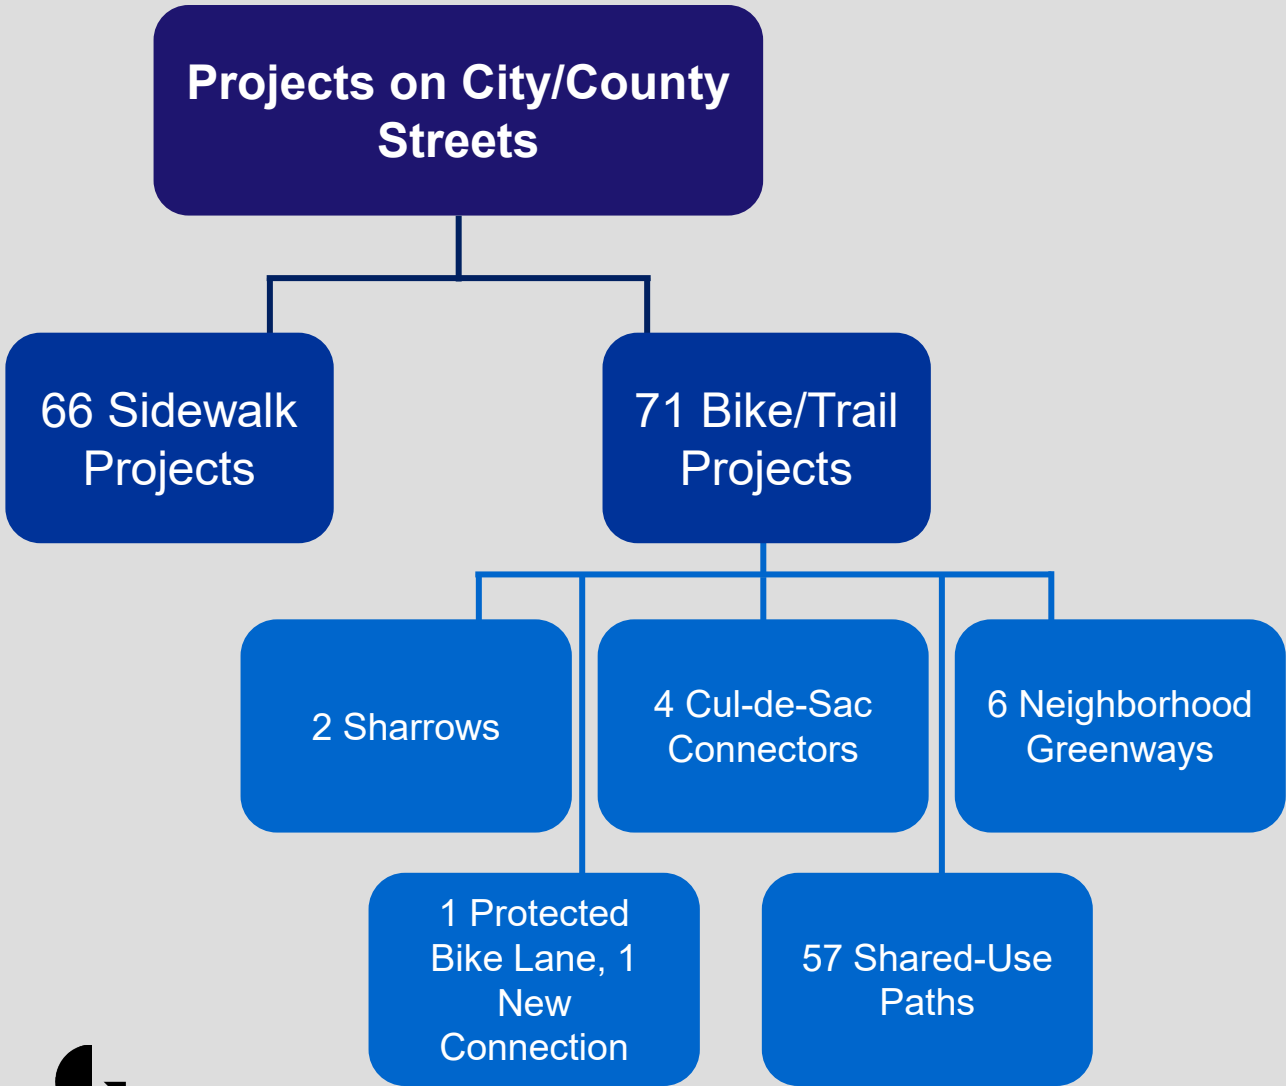 Projects on City/County
Streets
66 Sidewalk
Projects
71 Bike/Trail
Projects
2 Sharrows
4 Cul-de-Sac
Connectors
6 Neighborhood
Greenways
1 Protected
Bike Lane, 1
New
Connection
57 Shared-Use
Paths